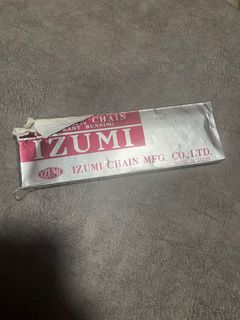 CHAIN
EASY RUNNING
IZUMI
IZUMI IZUMI CHAIN MFG. CO., LTD.